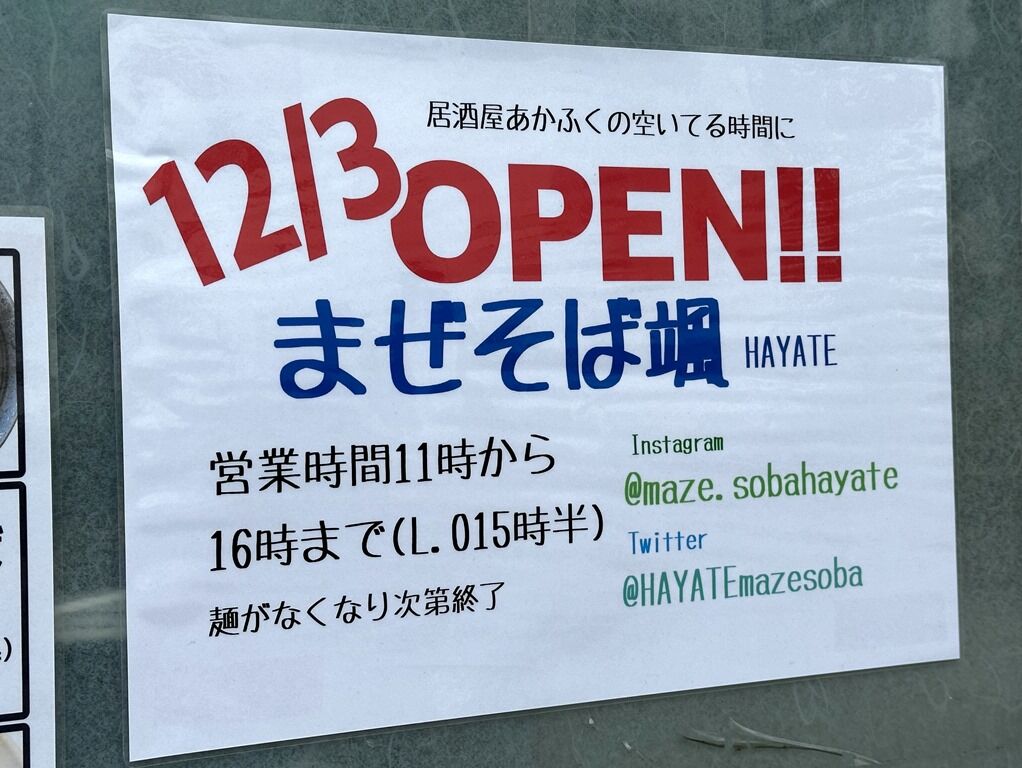 居酒屋あかふくの空いてる時間に
12/3 OPEN!!
まぜそば颯 HAYATE
営業時間11時から
16時まで(L.O15時半)
麺がなくなり次第終了
Instagram
@maze.sobahayate
Twitter
@HAYATEmazesoba